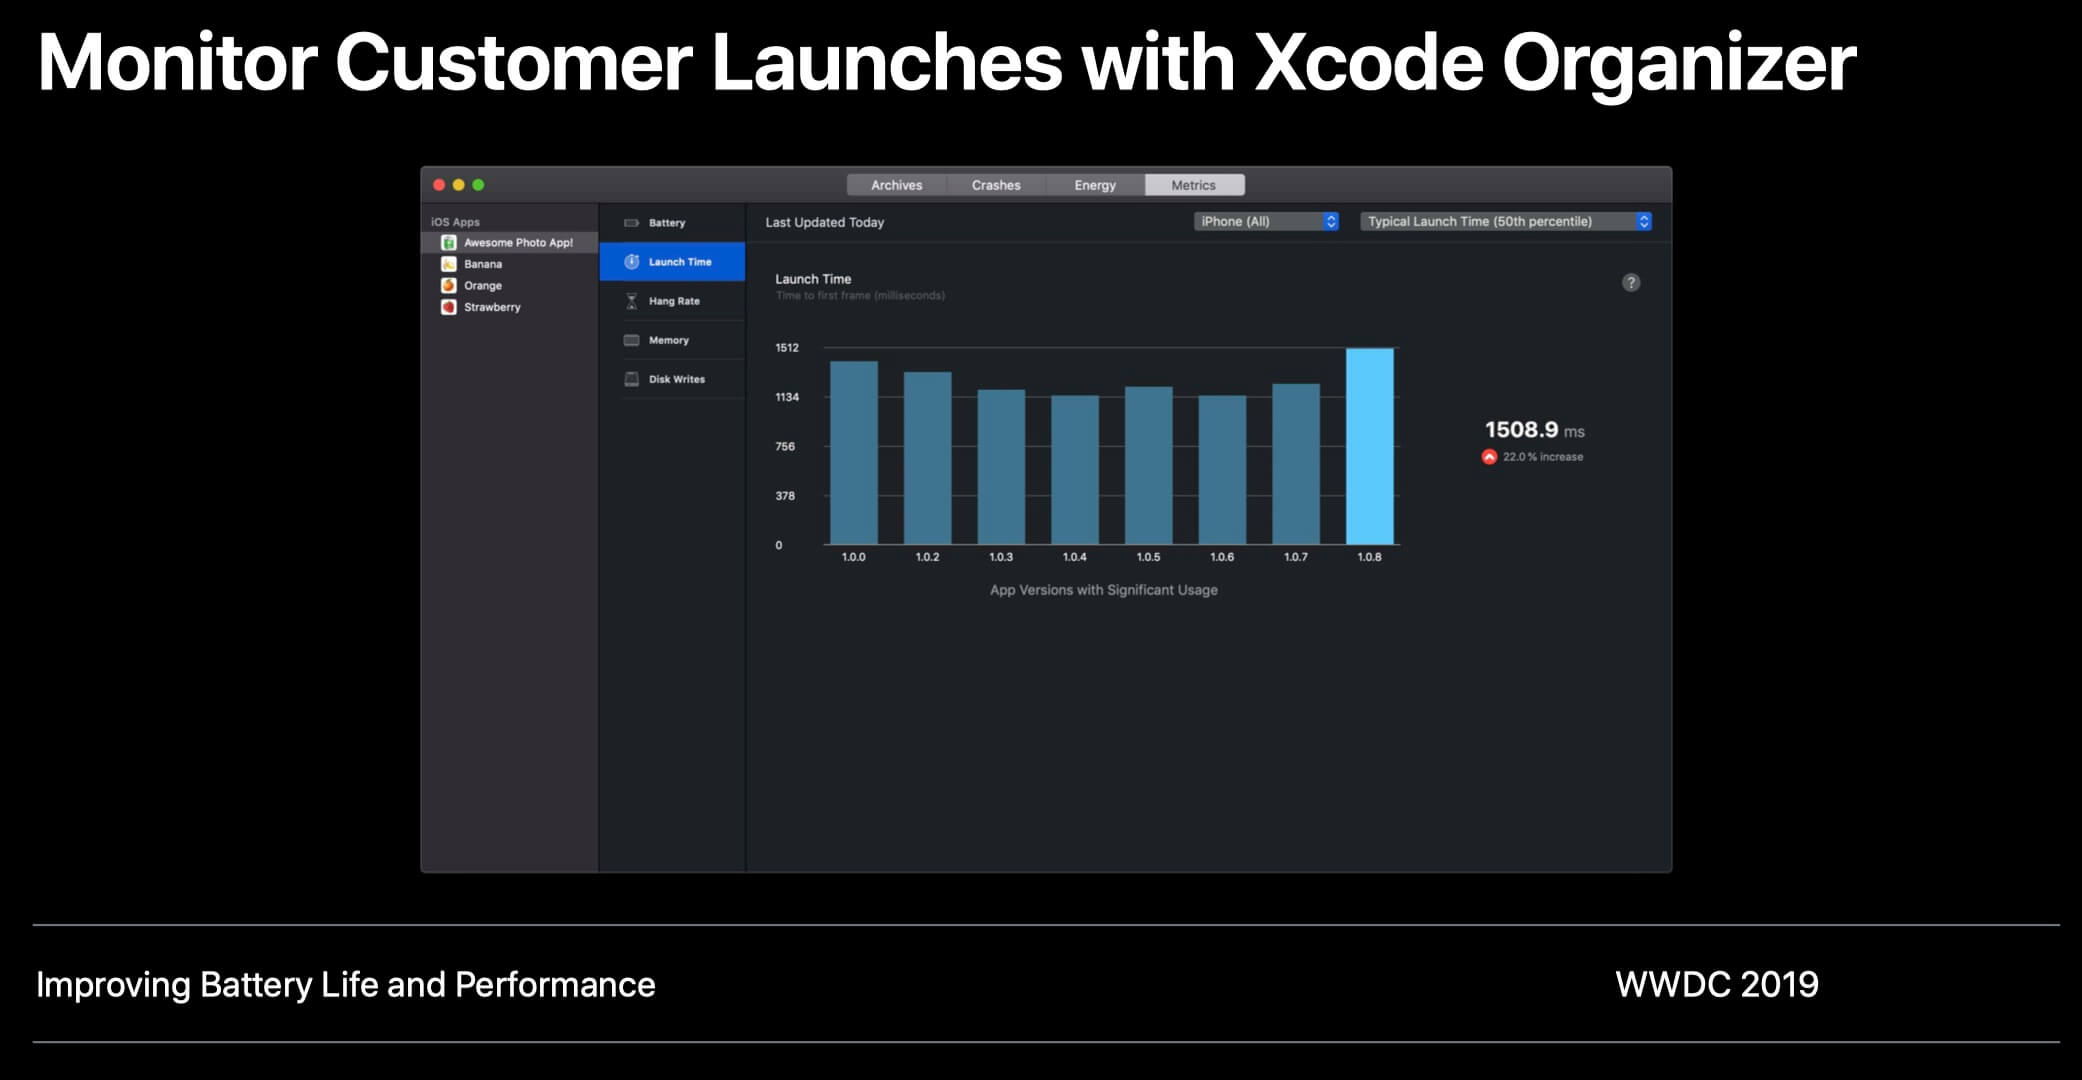 Monitor Customer Launches with Xcode Organizer
Archives
Crashes
Energy
Metrics
iOS Apps
Awesome Photo App!
Banana
Orange
Strawberry
Battery
Launch Time
Hang Rate
Memory
Disk Writes
Last Updated Today
iPhone (All)
Typical Launch Time (50th percentile)
Launch Time
Time to first frame (milliseconds)
?
1512
1134
756
378
0
1.0.0
1.0.2
1.0.3
1.0.4
1.0.5
1.0.6
1.0.7
1.0.8
App Versions with Significant Usage
1508.9 ms
22.0% increase
Improving Battery Life and Performance
WWDC 2019